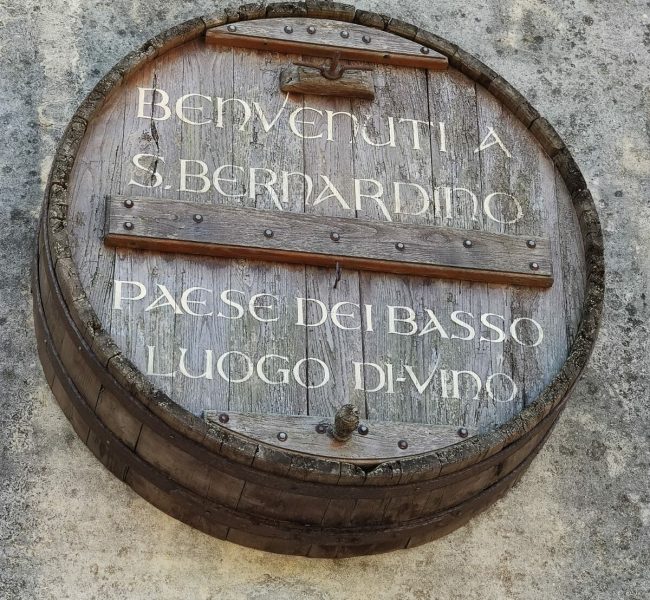 BENVENUTI A
S. BERNARDINO
PAESE DEI BASSO
LUOGO DI-VINO